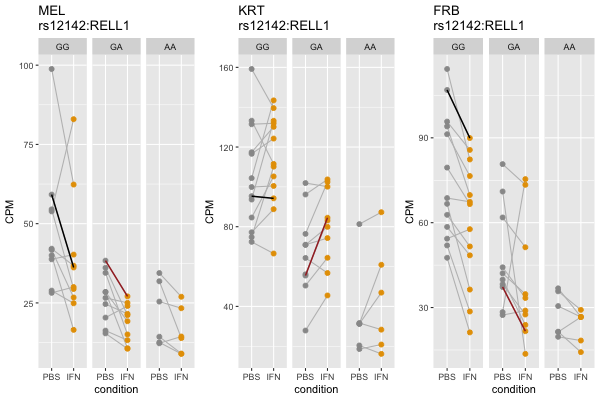 MEL
rs12142:RELL1
GG GA AA
100
75
50
25
CPM
PBS IFN PBS IFN PBS IFN
condition
KRT
rs12142:RELL1
GG GA AA
160
120
80
40
CPM
PBS IFN PBS IFN PBS IFN
condition
FRB
rs12142:RELL1
GG GA AA
90
60
30
CPM
PBS IFN PBS IFN PBS IFN
condition